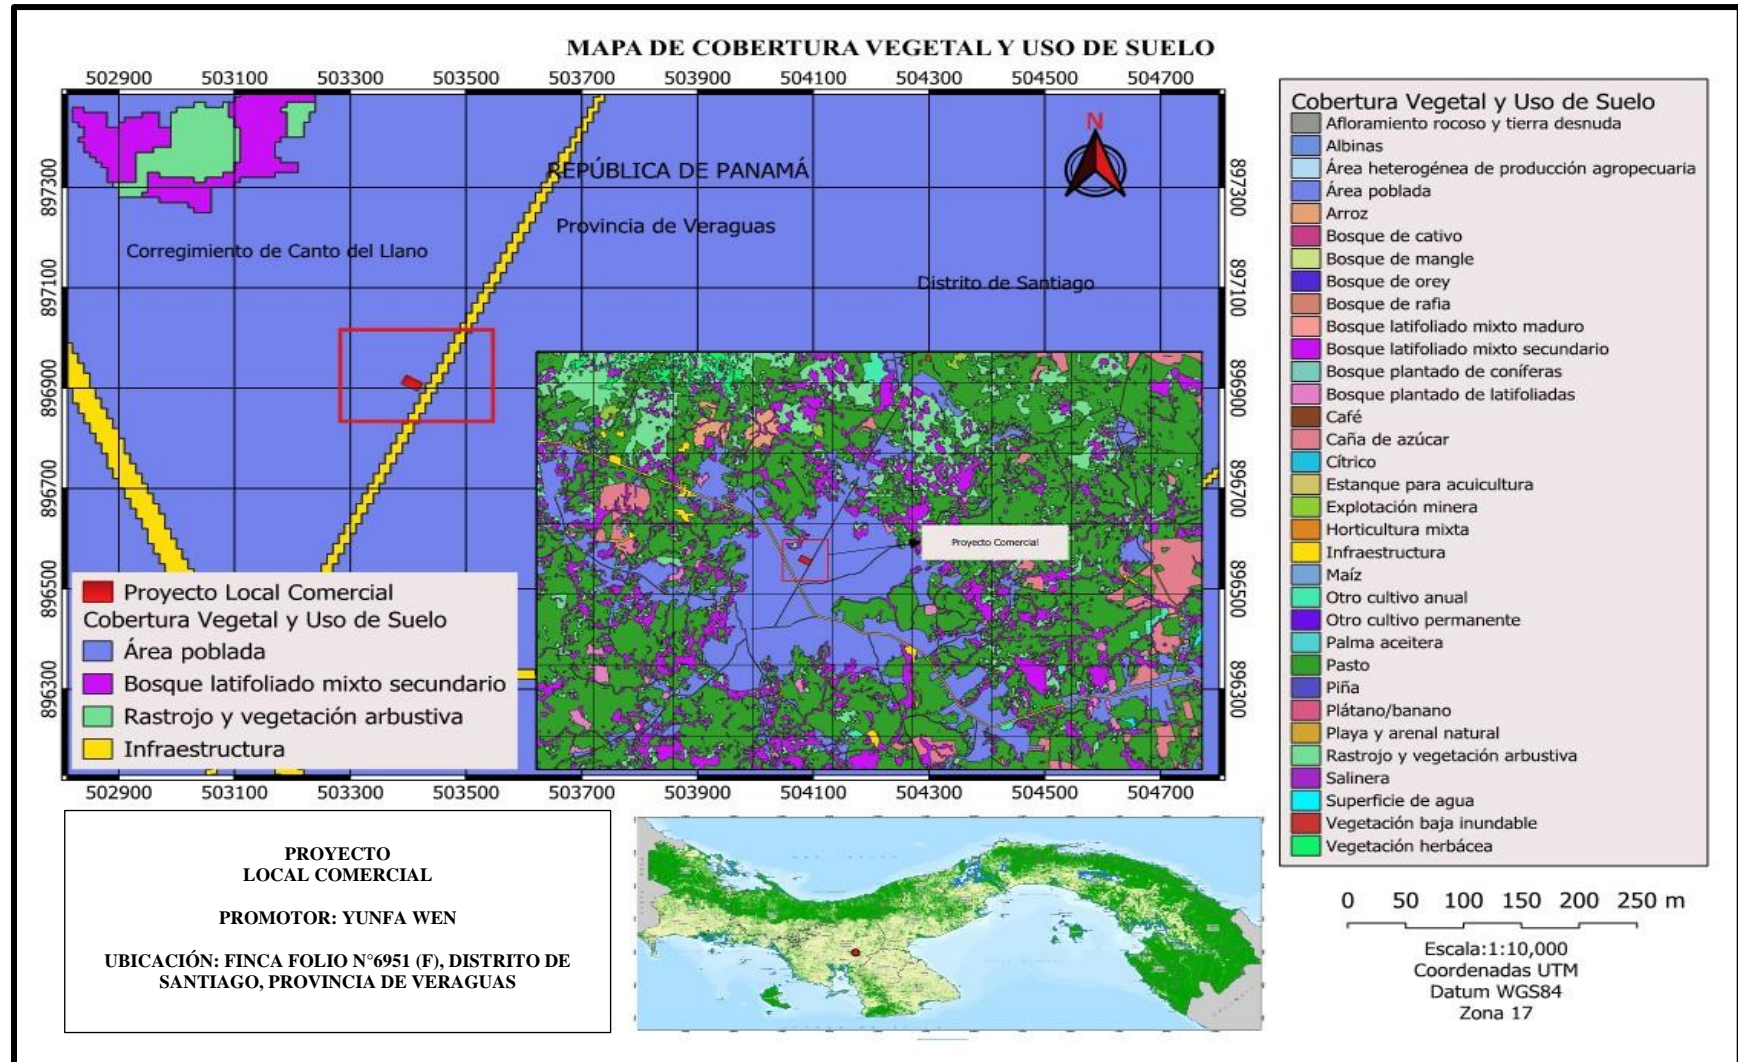 MAPA DE COBERTURA VEGETAL Y USO DE SUELO
502900 503100 503300 503500 503700 503900 504100 504300 504500 504700
897300
897100
896900
896700
896500
896300
N
REPÚBLICA DE PANAMÁ
Provincia de Veraguas
Corregimiento de Canto del Llano
Distrito de Santiago
Proyecto Comercial
Proyecto Local Comercial
Cobertura Vegetal y Uso de Suelo
Área poblada
Bosque latifoliado mixto secundario
Rastrojo y vegetación arbustiva
Infraestructura
897300
897100
896900
896700
896500
896300
502900 503100 503300 503500 503700 503900 504100 504300 504500 504700
Cobertura Vegetal y Uso de Suelo
Afloramiento rocoso y tierra desnuda
Albinas
Área heterogénea de producción agropecuaria
Área poblada
Arroz
Bosque de cativo
Bosque de mangle
Bosque de orey
Bosque de rafia
Bosque latifoliado mixto maduro
Bosque latifoliado mixto secundario
Bosque plantado de coníferas
Bosque plantado de latifoliadas
Café
Caña de azúcar
Cítrico
Estanque para acuicultura
Explotación minera
Horticultura mixta
Infraestructura
Maíz
Otro cultivo anual
Otro cultivo permanente
Palma aceitera
Pasto
Piña
Plátano/banano
Playa y arenal natural
Rastrojo y vegetación arbustiva
Salinera
Superficie de agua
Vegetación baja inundable
Vegetación herbácea
PROYECTO
LOCAL COMERCIAL
PROMOTOR: YUNFA WEN
UBICACIÓN: FINCA FOLIO N°6951 (F), DISTRITO DE
SANTIAGO, PROVINCIA DE VERAGUAS
0 50 100 150 200 250 m
Escala:1:10,000
Coordenadas UTM
Datum WGS84
Zona 17